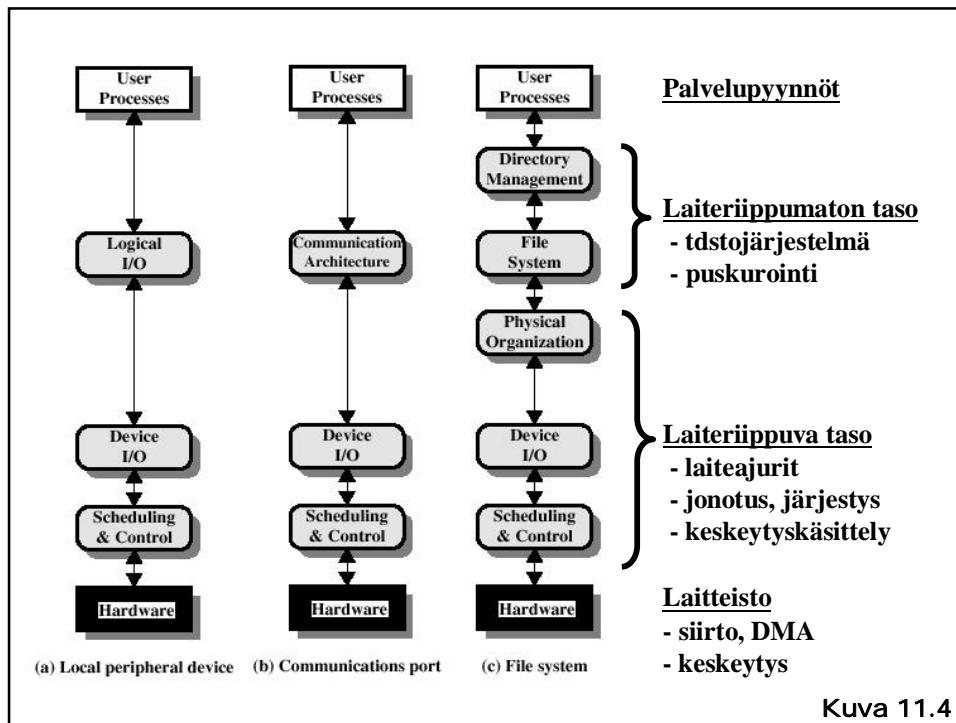 User
Processes
Logical
I/O
Device
I/O
Scheduling
& Control
Hardware
(a) Local peripheral device
User
Processes
Communication
Architecture
Device
I/O
Scheduling
& Control
Hardware
(b) Communications port
User
Processes
Directory
Management
File
System
Physical
Organization
Device
I/O
Scheduling
& Control
Hardware
(c) File system
Palvelupyynnöt
Laiteriippumaton taso
- tdstojärjestelmä
- puskurointi
Laiteriippuva taso
- laiteajurit
- jonotus, järjestys
- keskeytyskäsittely
Laitteisto
- siirto, DMA
- keskeytys
Kuva 11.4